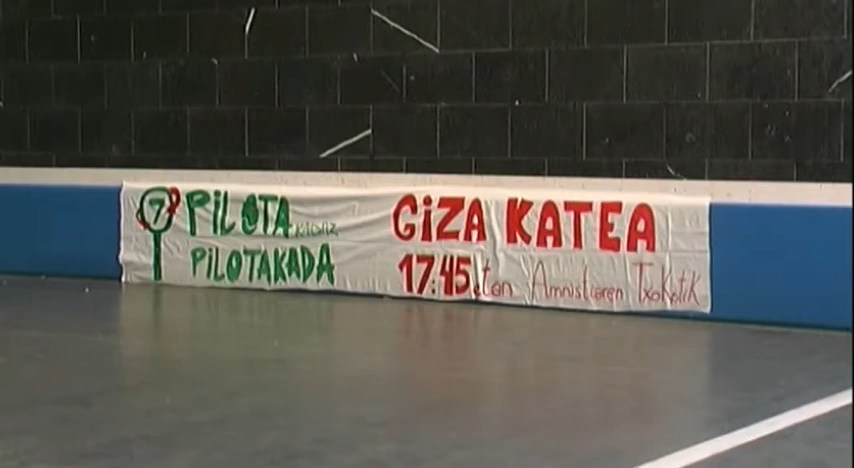 7 PILOTA
PILOTAKADA
GIZA KATEA
17:45etan Amnistiaren Txokotik